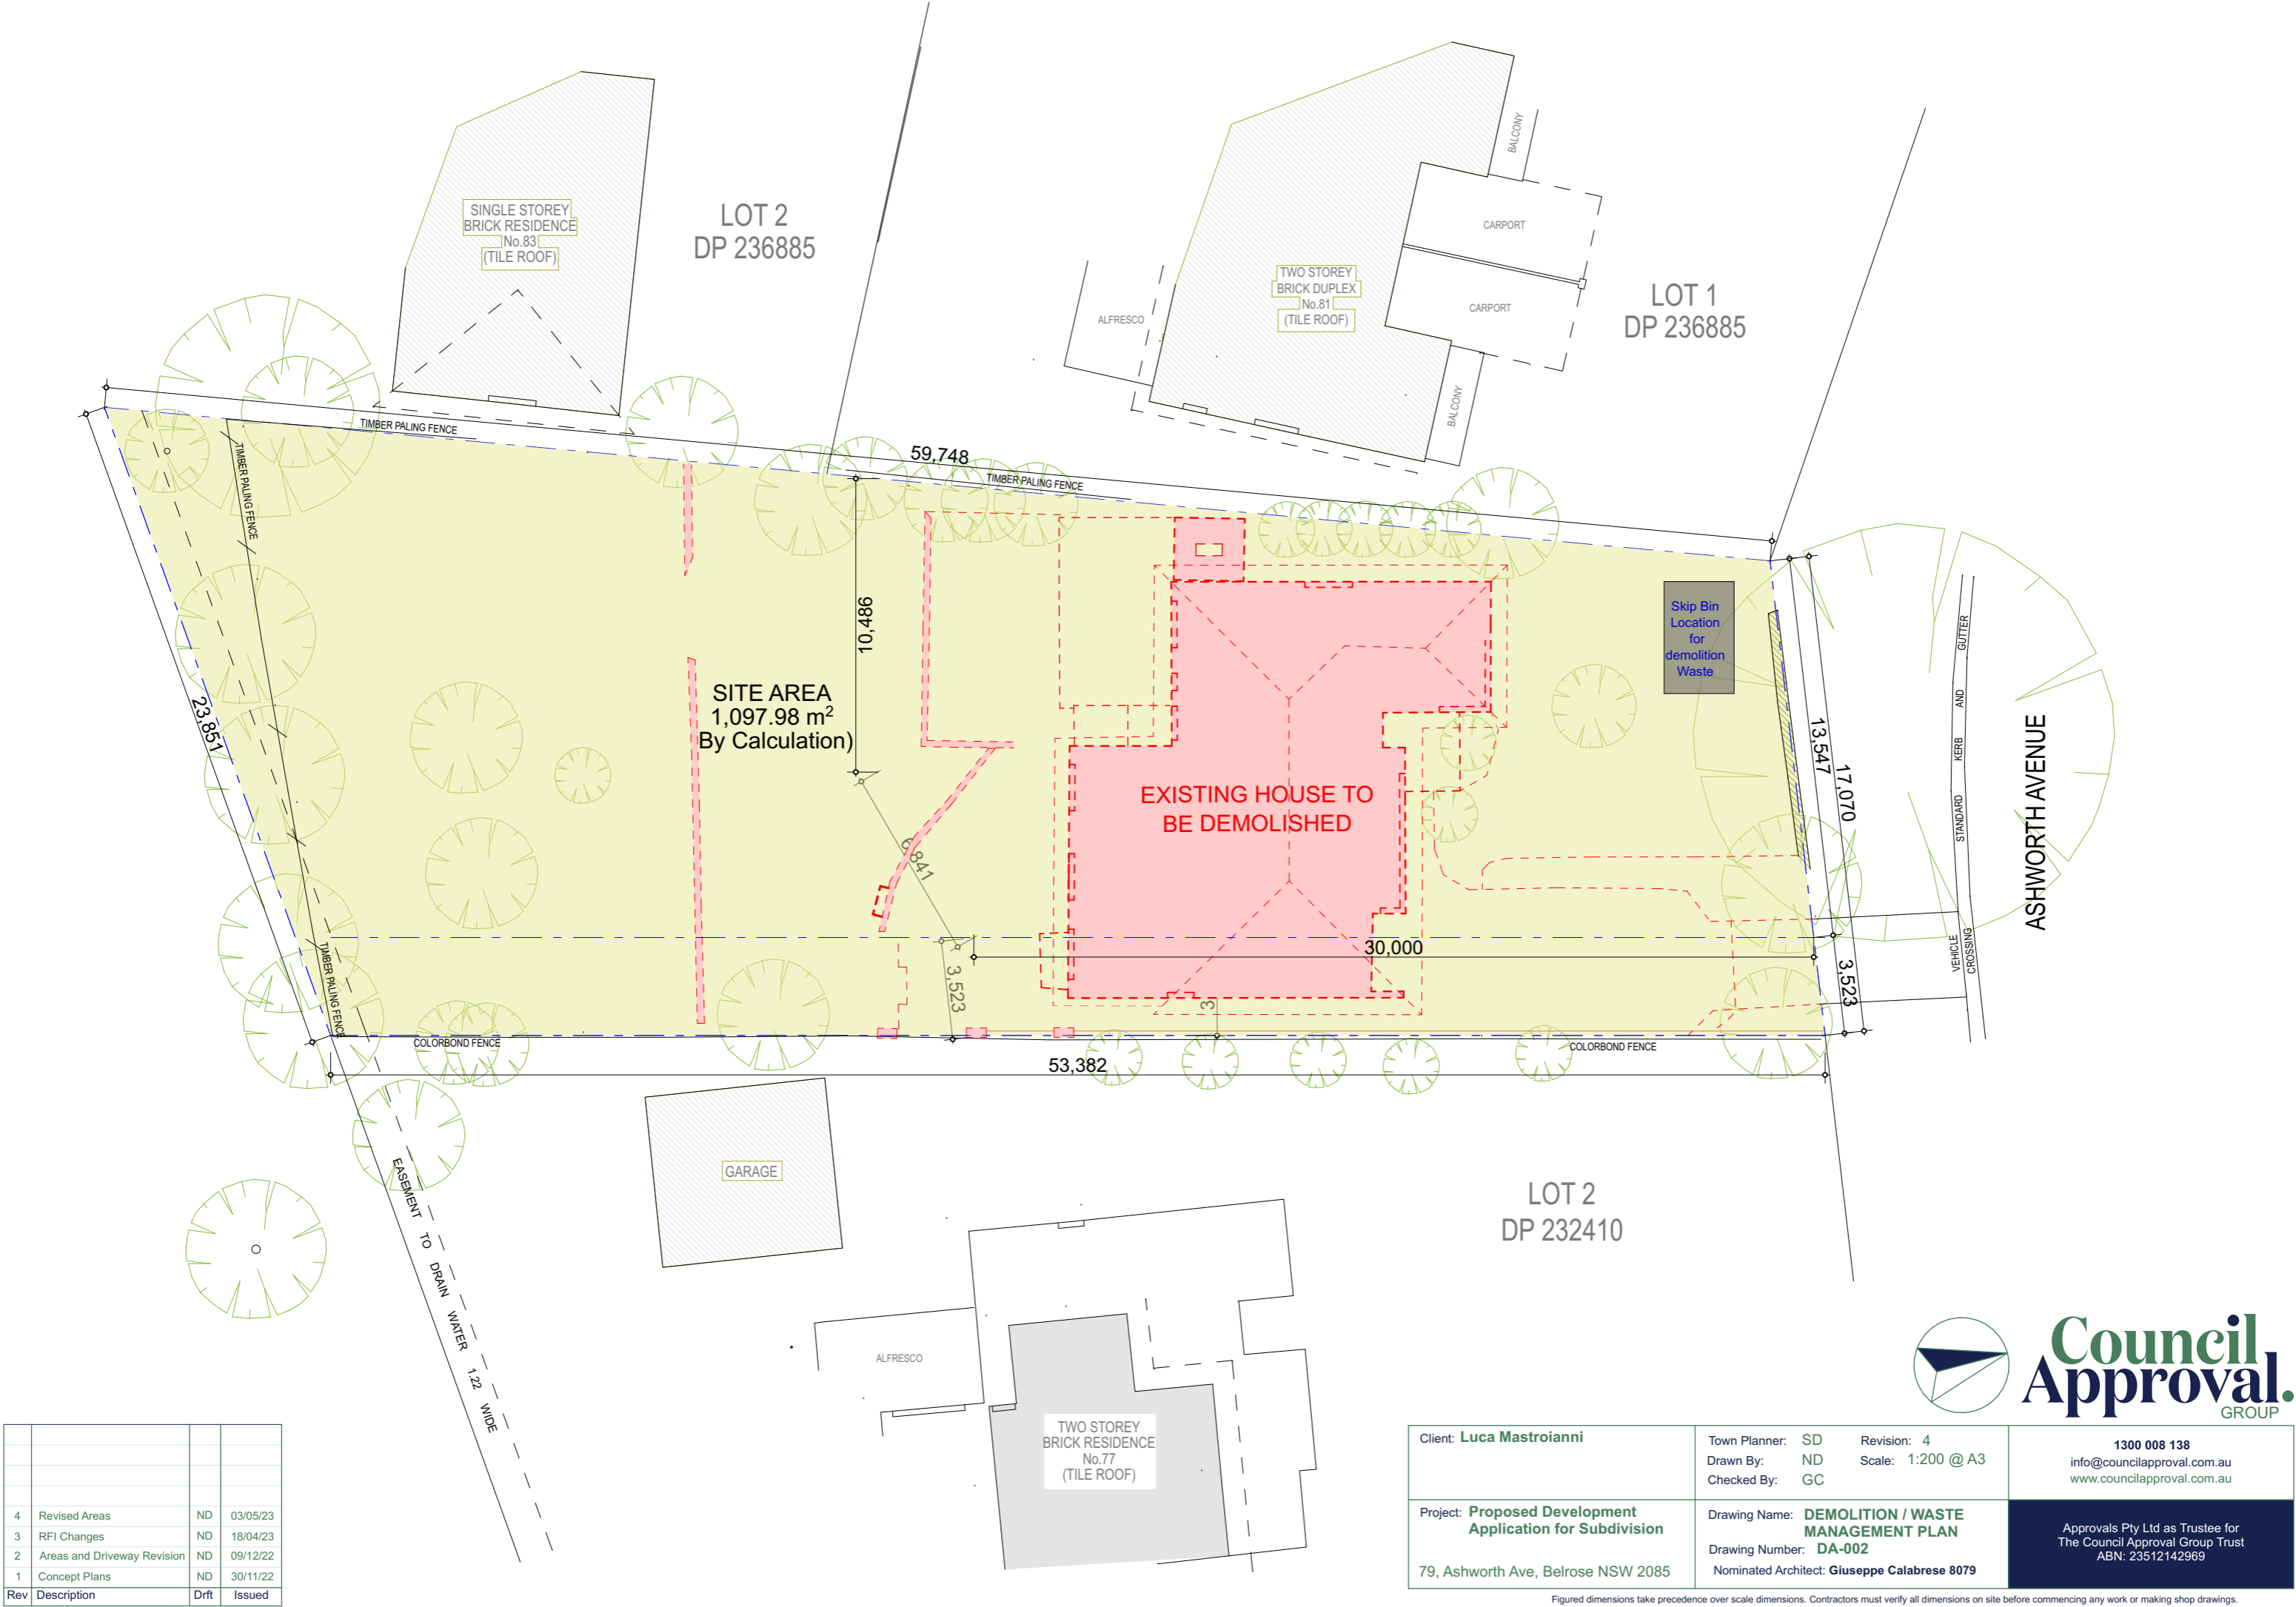 SINGLE STOREY
BRICK RESIDENCE
No.83
(TILE ROOF)
LOT 2
DP 236885
BALCONY
CARPORT
TWO STOREY
BRICK DUPLEX
No.81
(TILE ROOF)
CARPORT
ALFRESCO
LOT 1
DP 236885
BALCONY
TIMBER PALING FENCE
59,748
TIMBER PALING FENCE
TIMBER PALING FENCE
10,486
SITE AREA
1,097.98 m²
By Calculation)
23,851
6,841
EXISTING HOUSE TO
BE DEMOLISHED
Skip Bin
Location
for
demolition
Waste
13,547
17,070
3,523
STANDARD KERB AND GUTTER
ASHWORTH AVENUE
VEHICLE
CROSSING
30,000
3,523
3
TIMBER PALING FENCE
COLORBOND FENCE
COLORBOND FENCE
53,382
GARAGE
EASEMENT TO DRAIN WATER 1.22 WIDE
LOT 2
DP 232410
ALFRESCO
TWO STOREY
BRICK RESIDENCE
No.77
(TILE ROOF)
Council
Approval.
GROUP
4 Revised Areas ND 03/05/23
3 RFI Changes ND 18/04/23
2 Areas and Driveway Revision ND 09/12/22
1 Concept Plans ND 30/11/22
Rev Description Drft Issued
Client: Luca Mastroianni
Project: Proposed Development
Application for Subdivision
79, Ashworth Ave, Belrose NSW 2085
Town Planner: SD Revision: 4
Drawn By: ND Scale: 1:200 @ A3
Checked By: GC
Drawing Name: DEMOLITION / WASTE
MANAGEMENT PLAN
Drawing Number: DA-002
Nominated Architect: Giuseppe Calabrese 8079
1300 008 138
info@councilapproval.com.au
www.councilapproval.com.au
Approvals Pty Ltd as Trustee for
The Council Approval Group Trust
ABN: 23512142969
Figured dimensions take precedence over scale dimensions. Contractors must verify all dimensions on site before commencing any work or making shop drawings.